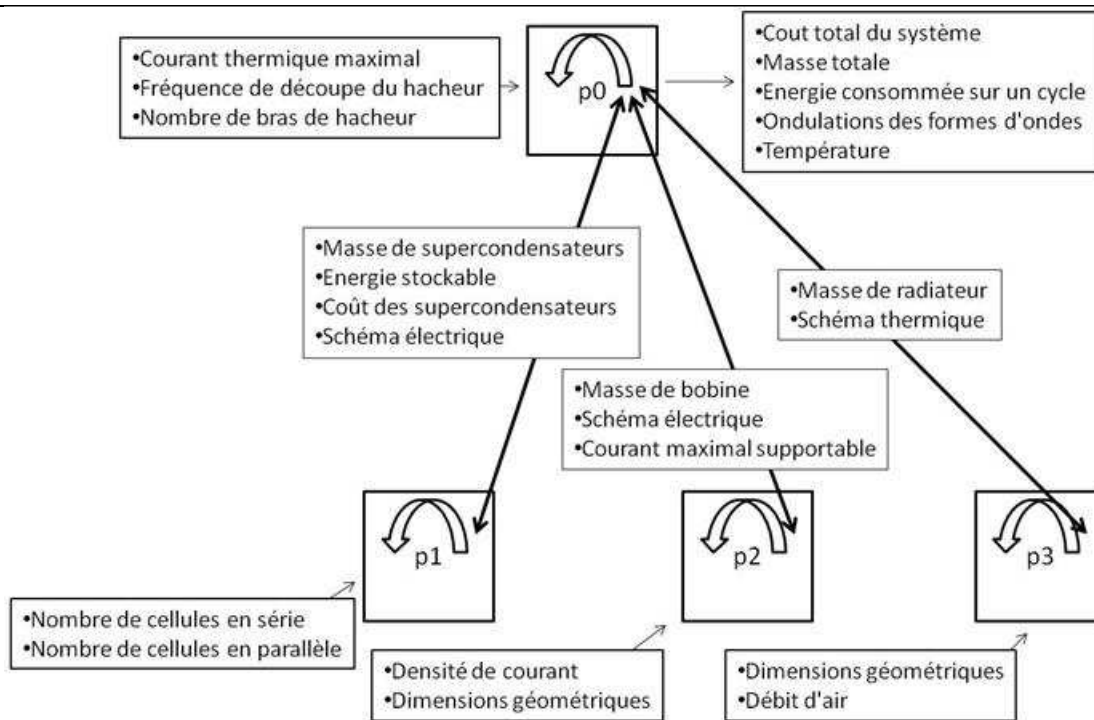 •Courant thermique maximal
•Fréquence de découpe du hacheur
•Nombre de bras de hacheur
p0
•Cout total du système
•Masse totale
•Energie consommée sur un cycle
•Ondulations des formes d'ondes
•Température
•Masse de supercondensateurs
•Energie stockable
•Coût des supercondensateurs
•Schéma électrique
•Masse de radiateur
•Schéma thermique
•Masse de bobine
•Schéma électrique
•Courant maximal supportable
p1
p2
p3
•Nombre de cellules en série
•Nombre de cellules en parallèle
•Densité de courant
•Dimensions géométriques
•Dimensions géométriques
•Débit d'air